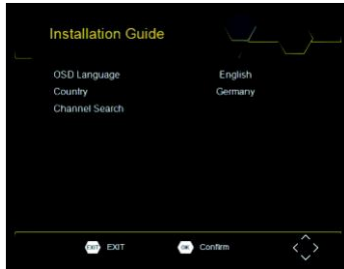 Installation Guide
OSD Language English
Country Germany
Channel Search
EXIT EXIT OK Confirm